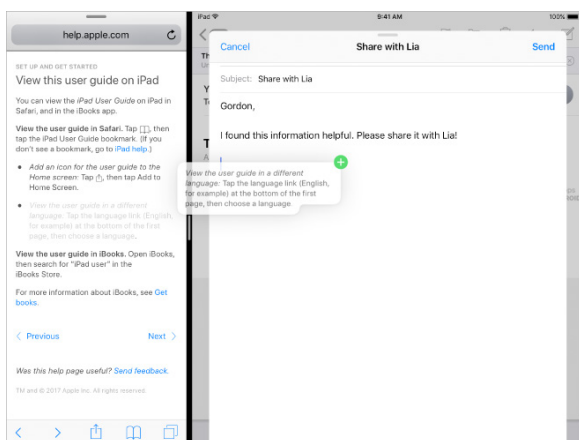 iPad
9:41 AM
100%
help.apple.com
SET UP AND GET STARTED
View this user guide on iPad
You can view the iPad User Guide on iPad in
Safari, and in the iBooks app.
View the user guide in Safari. Tap , then
tap the iPad User Guide bookmark. (If you
don't see a bookmark, go to iPad help.)
• Add an icon for the user guide to the
Home screen: Tap , then tap Add to
Home Screen.
• View the user guide in a different
language: Tap the language link (English,
for example) at the bottom of the first
page, then choose a language.
View the user guide in iBooks. Open iBooks,
then search for "iPad user" in the
iBooks Store.
For more information about iBooks, see Get
books.
Previous
Next
Was this help page useful? Send feedback.
TM and © 2017 Apple Inc. All rights reserved.
Cancel
Share with Lia
Send
Subject: Share with Lia
Gordon,
I found this information helpful. Please share it with Lia!
View the user guide in a different
language: Tap the language link (English,
for example) at the bottom of the first
page, then choose a language